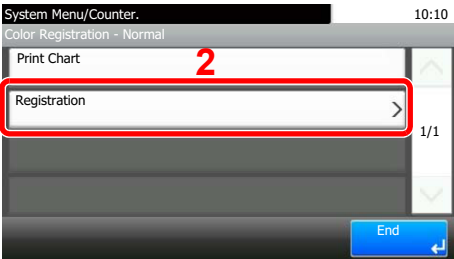 System Menu/Counter. 10:10
Color Registration - Normal
Print Chart
2
Registration
1/1
End